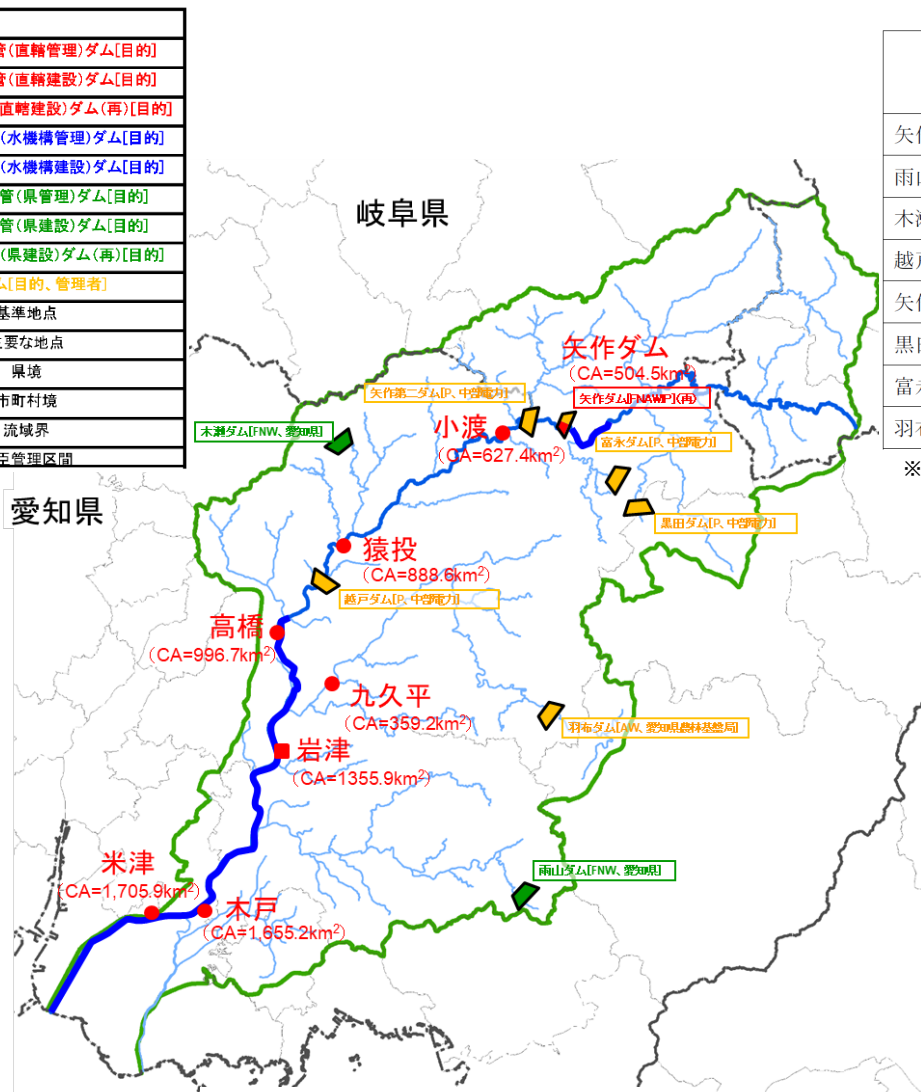 管(直轄管理)ダム[目的]
管(直轄建設)ダム[目的]
直轄建設)ダム(再)[目的]
(水機構管理)ダム[目的]
(水機構建設)ダム[目的]
管(県管理)ダム[目的]
管(県建設)ダム[目的]
(県建設)ダム(再)[目的]
[目的、管理者]
基準地点
要な地点
県境
市町村境
流域界
管理区間
岐阜県
矢作ダム
(CA=504.5km²)
矢作第二ダム[P、中部電力]
矢作ダム[FNAWIP](再)
木瀬ダム[FNW、愛知県]
小渡
(CA=627.4km²)
富永ダム[P、中部電力]
愛知県
黒田ダム[P、中部電力]
猿投
(CA=888.6km²)
越戸ダム[P、中部電力]
高橋
(CA=996.7km²)
九久平
(CA=359.2km²)
羽布ダム[AW、愛知県農林基盤局]
岩津
(CA=1355.9km²)
雨山ダム[FNW、愛知県]
米津
CA=1,705.9km²)
木戸
(CA=1,655.2km²)
矢
雨
木
越
矢
黒
富
羽
※